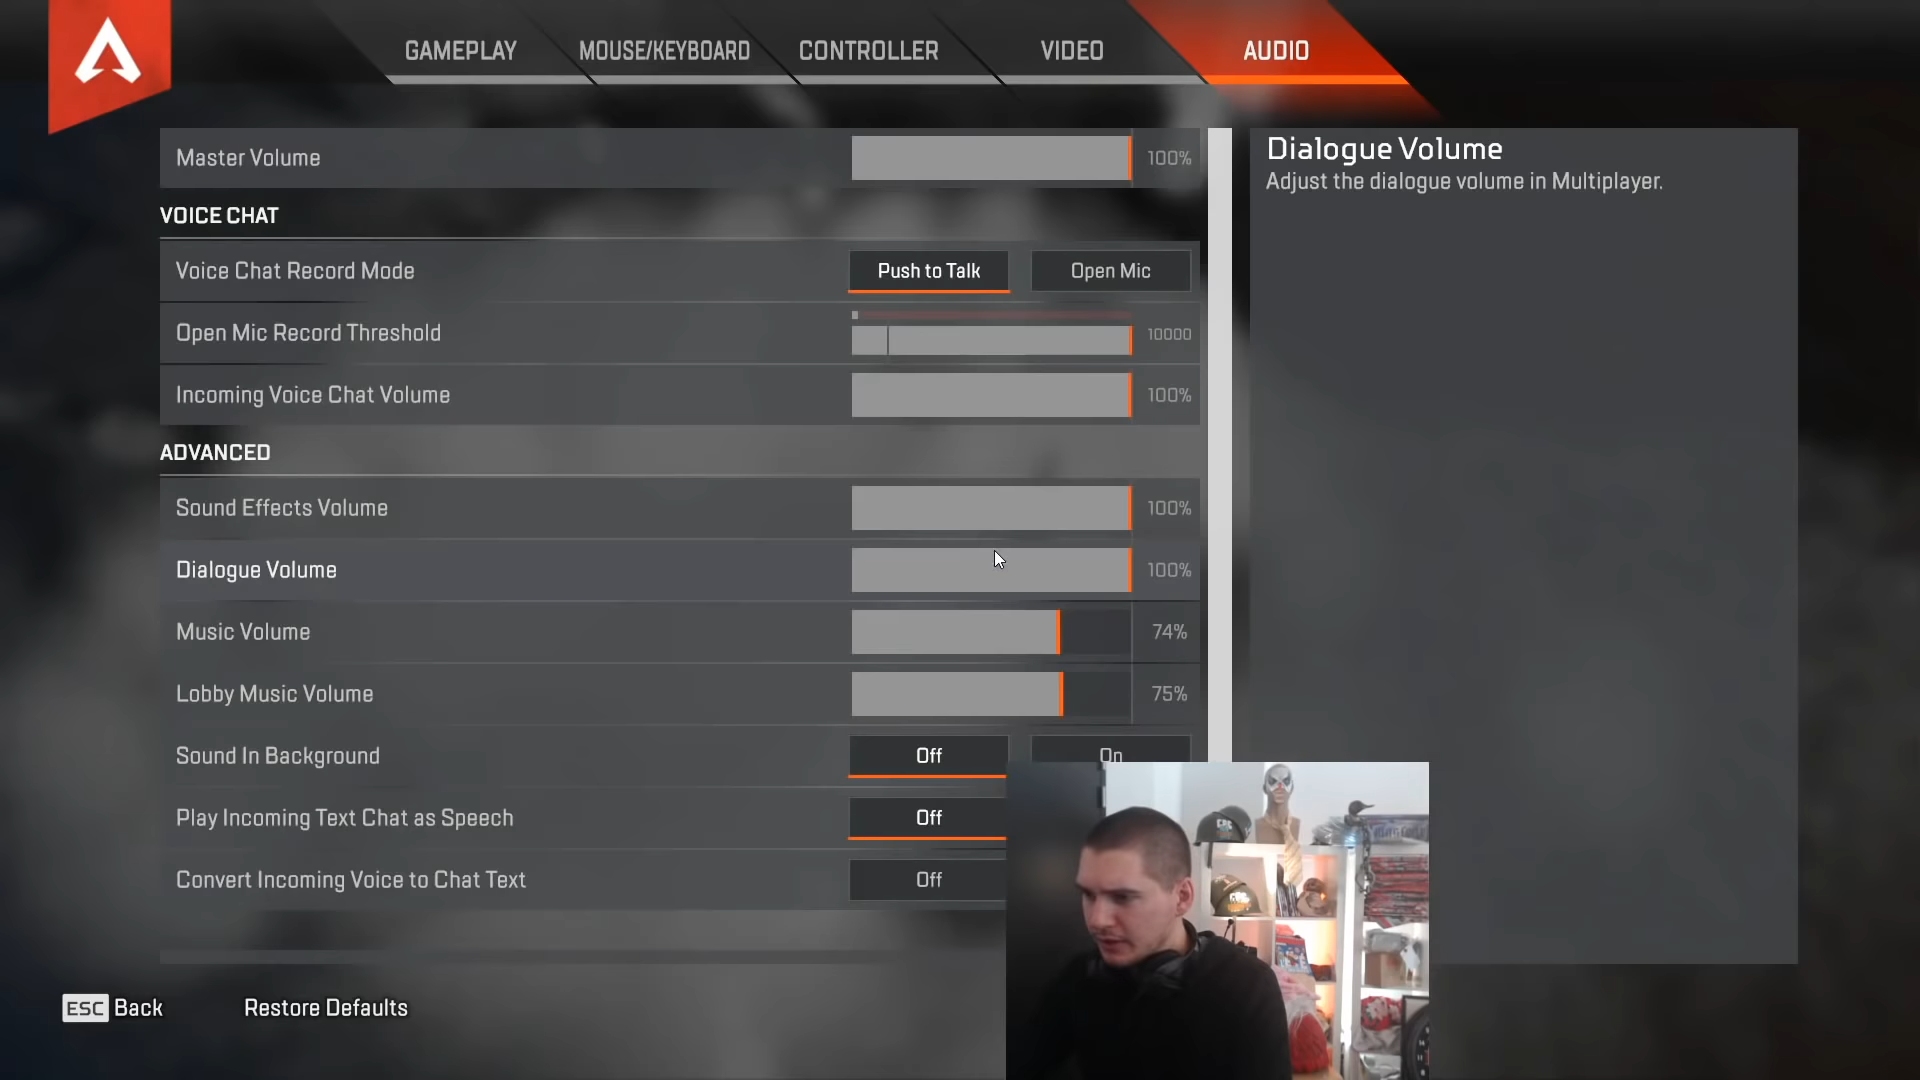 GAMEPLAY MOUSE/KEYBOARD CONTROLLER VIDEO AUDIO
Master Volume 100%
VOICE CHAT
Voice Chat Record Mode Push to Talk Open Mic
Open Mic Record Threshold 10000
Incoming Voice Chat Volume 100%
ADVANCED
Sound Effects Volume 100%
Dialogue Volume 100%
Music Volume 74%
Lobby Music Volume 75%
Sound In Background Off On
Play Incoming Text Chat as Speech Off
Convert Incoming Voice to Chat Text Off
Dialogue Volume
Adjust the dialogue volume in Multiplayer.
ESC Back Restore Defaults